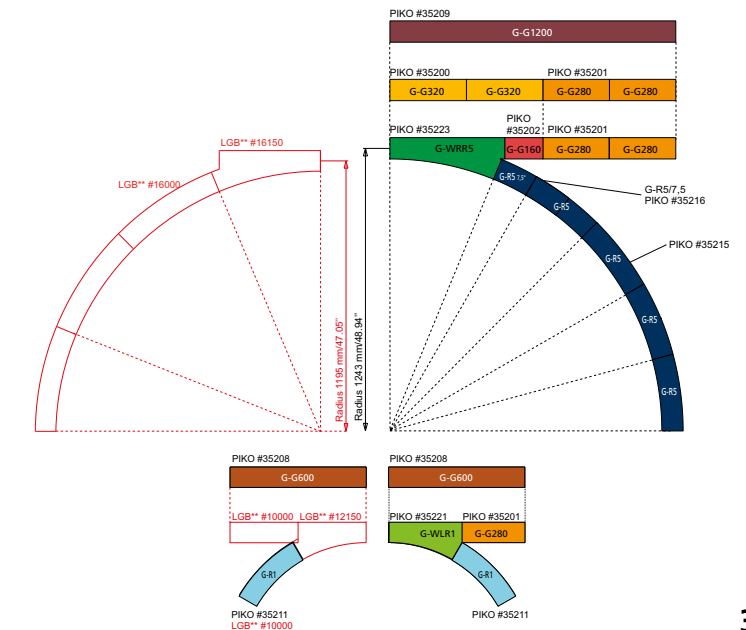 PIKO #35209
G-G1200
PIKO #35200
PIKO #35201
G-G320
G-G320
G-G280
G-G280
PIKO #35223
PIKO
#35202
PIKO #35201
G-WRR5
G-G160
G-G280
G-G280
LGB** #16150
LGB** #16000
G-R5 7,5°
G-R5
G-R5/7,5
PIKO #35216
G-R5
PIKO #35215
G-R5
G-R5
Radius 1195 mm/47.05"
Radius 1243 mm/48.94"
PIKO #35208
G-G600
PIKO #35208
G-G600
LGB** #10000
LGB** #12150
PIKO #35221
PIKO #35201
G-WLR1
G-G280
G-R1
G-R1
PIKO #35211
LGB** #10000
PIKO #35211